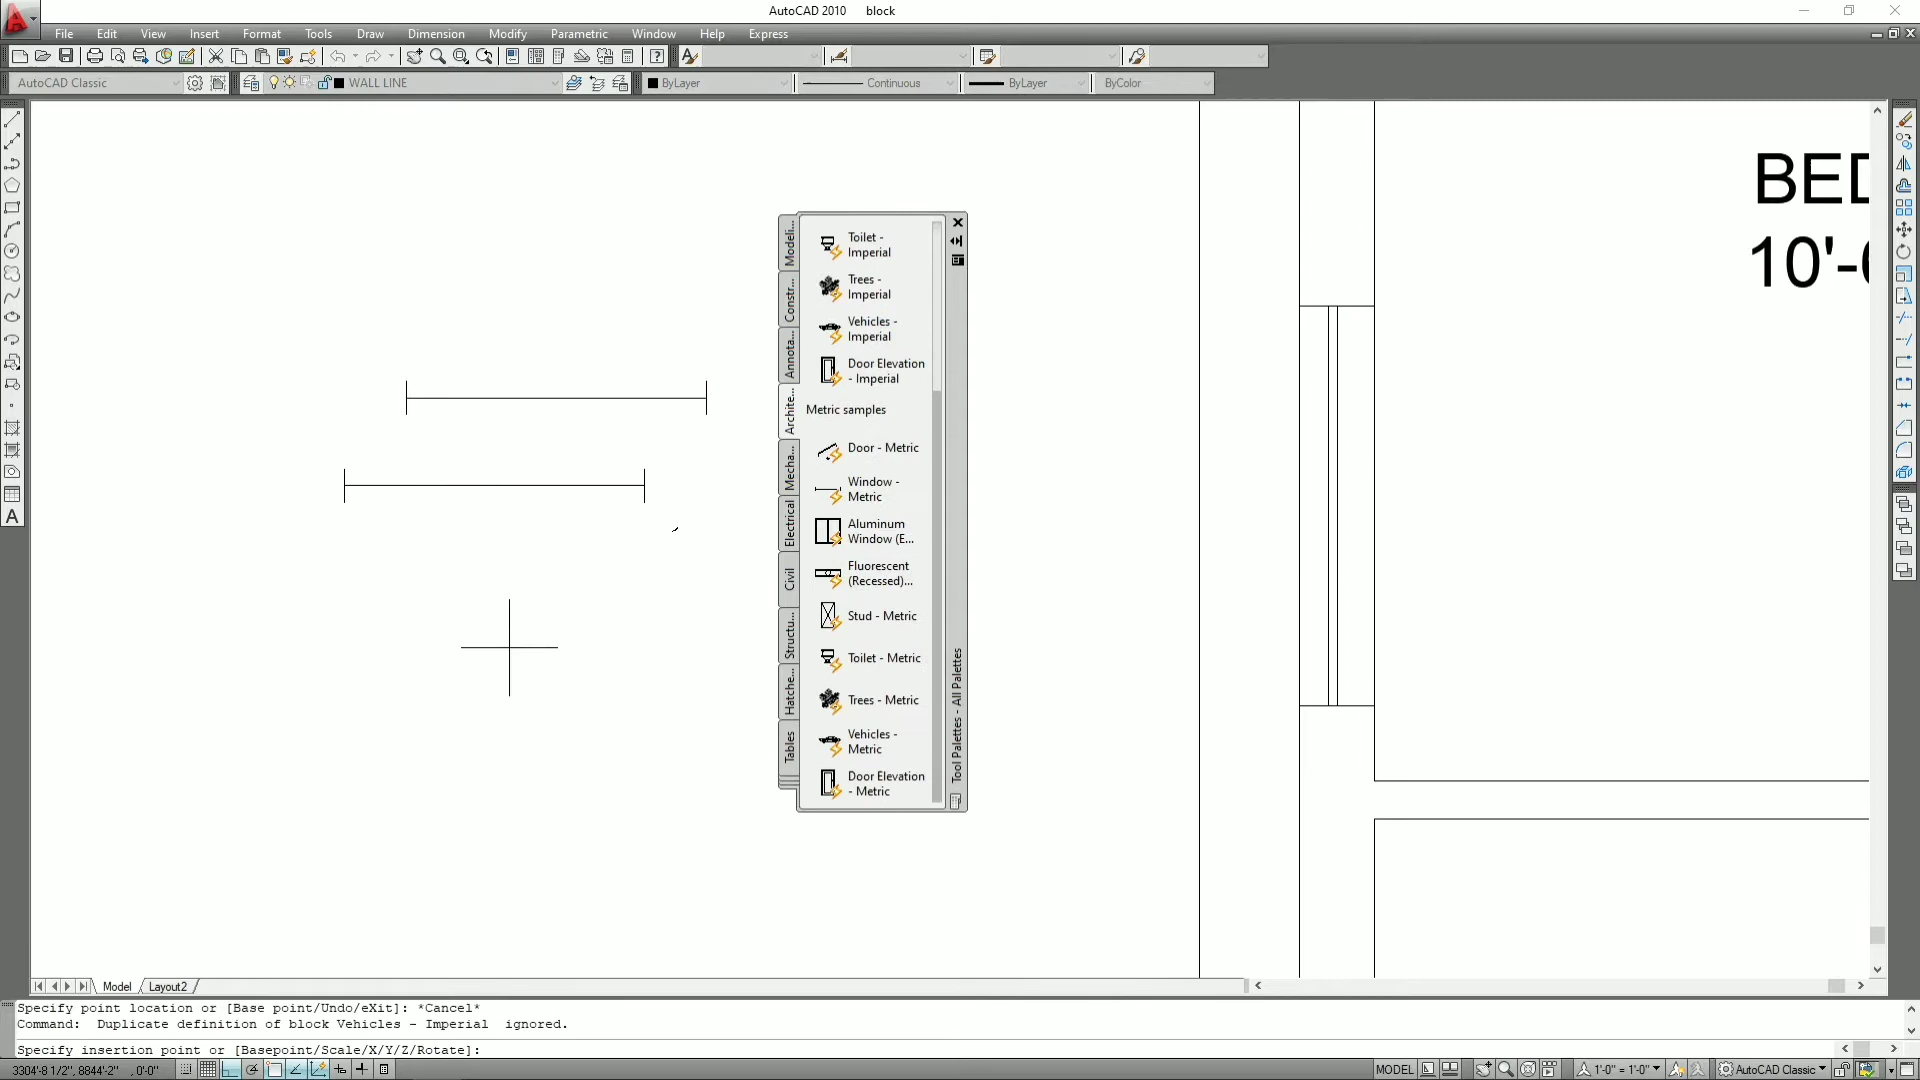 AutoCAD 2010 block
File Edit View Insert Format Tools Draw Dimension Modify Parametric Window Help Express
AutoCAD Classic WALL LINE ByLayer Continuous ByLayer ByColor
BED
10'-
Modeli...
Constr...
Annota...
Archite...
Mecha...
Electrical
Civil
Structu...
Hatche...
Tables
Toilet -
Imperial
Trees -
Imperial
Vehicles -
Imperial
Door Elevation
- Imperial
Metric samples
Door - Metric
Window -
Metric
Aluminum
Window (E...
Fluorescent
(Recessed)...
Stud - Metric
Toilet - Metric
Trees - Metric
Vehicles -
Metric
Door Elevation
- Metric
Tool Palettes - All Palettes
Model Layout2
Specify point location or [Base point/Undo/eXit]: *Cancel*
Command: Duplicate definition of block Vehicles - Imperial ignored.
Specify insertion point or [Basepoint/Scale/X/Y/Z/Rotate]:
3304'-8 1/2", 8844'-2" , 0'-0" MODEL 1'-0" = 1'-0" AutoCAD Classic